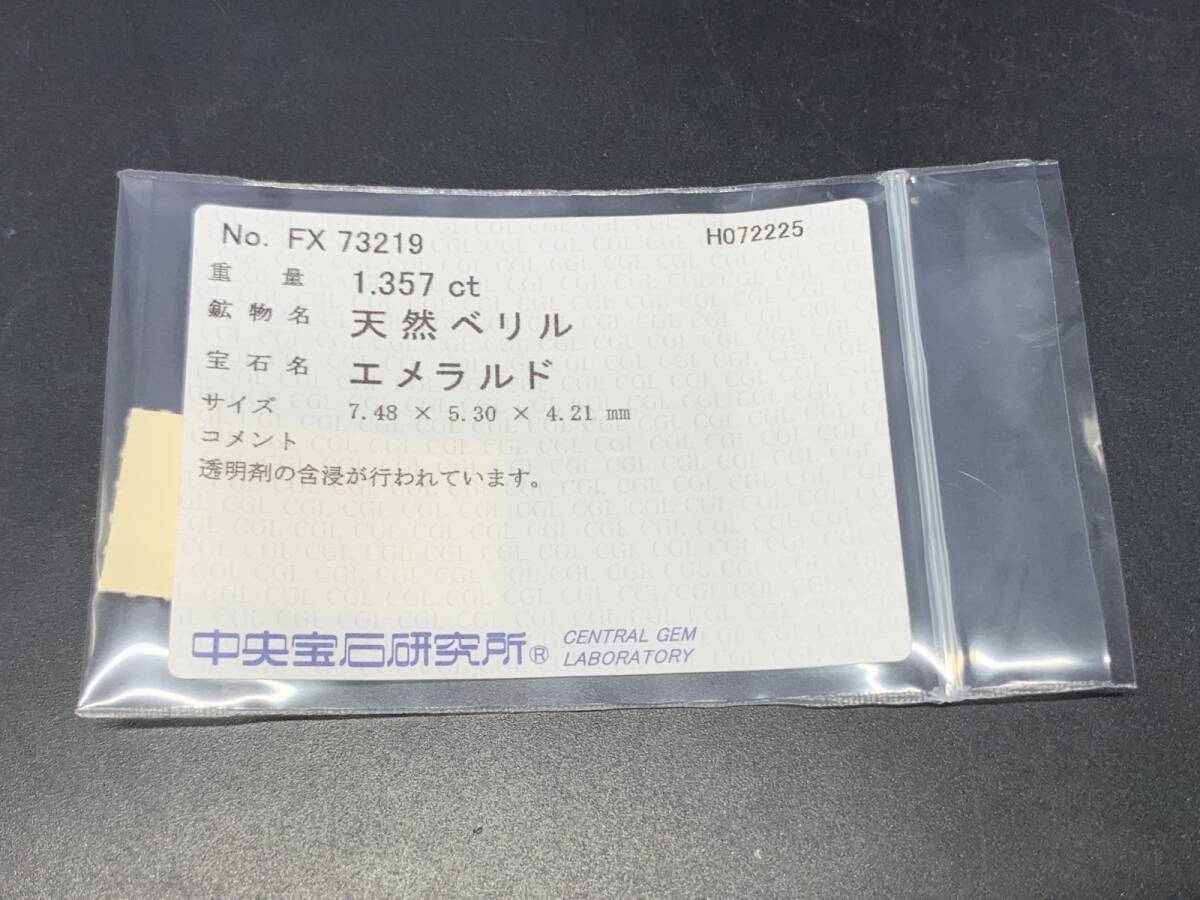 No. FX 73219 H072225
重量 1.357 ct
鉱物名 天然ベリル
宝石名 エメラルド
サイズ 7.48 × 5.30 × 4.21 mm
コメント
透明剤の含浸が行われています。
中央宝石研究所® CENTRAL GEM
LABORATORY